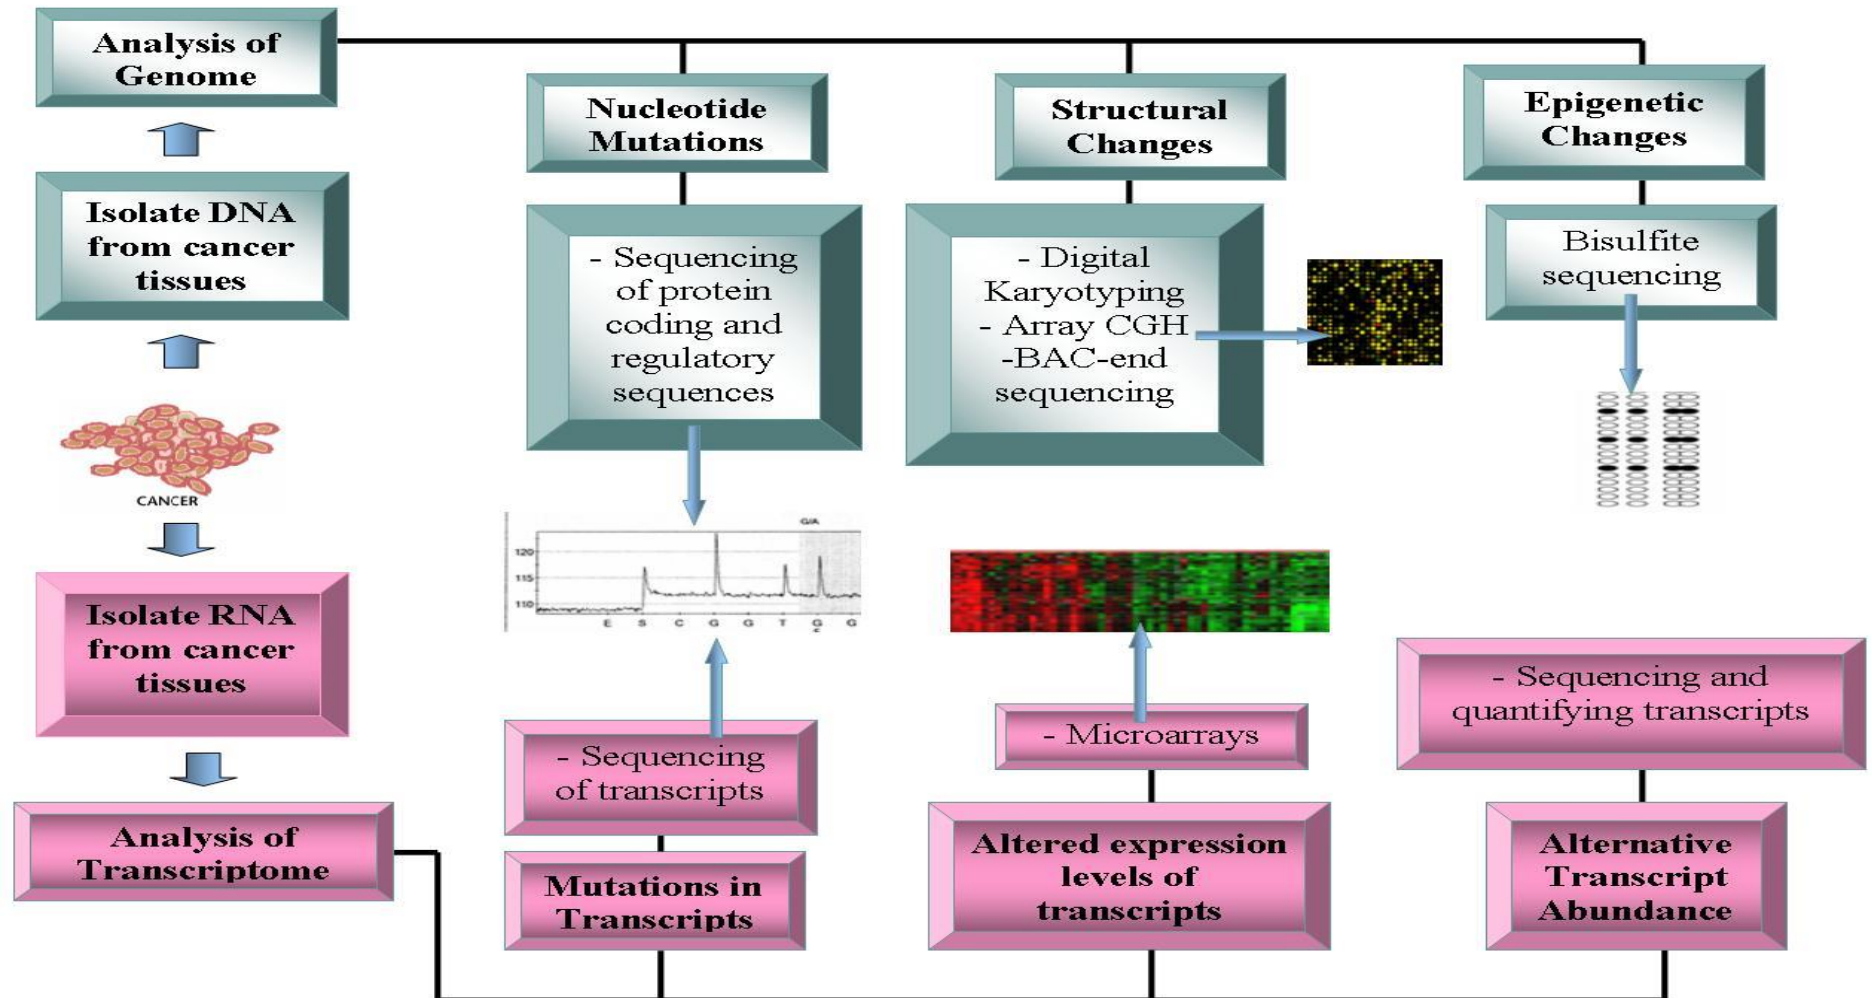 Analysis of
Genome
Nucleotide
Mutations
Structural
Changes
Epigenetic
Changes
Isolate DNA
from cancer
tissues
- Sequencing
of protein
coding and
regulatory
sequences
- Digital
Karyotyping
- Array CGH
-BAC-end
sequencing
Bisulfite
sequencing
CANCER
G/A
120
115
110
E S C G G T G G
Isolate RNA
from cancer
tissues
- Sequencing
of transcripts
- Microarrays
- Sequencing and
quantifying transcripts
Analysis of
Transcriptome
Mutations in
Transcripts
Altered expression
levels of
transcripts
Alternative
Transcript
Abundance